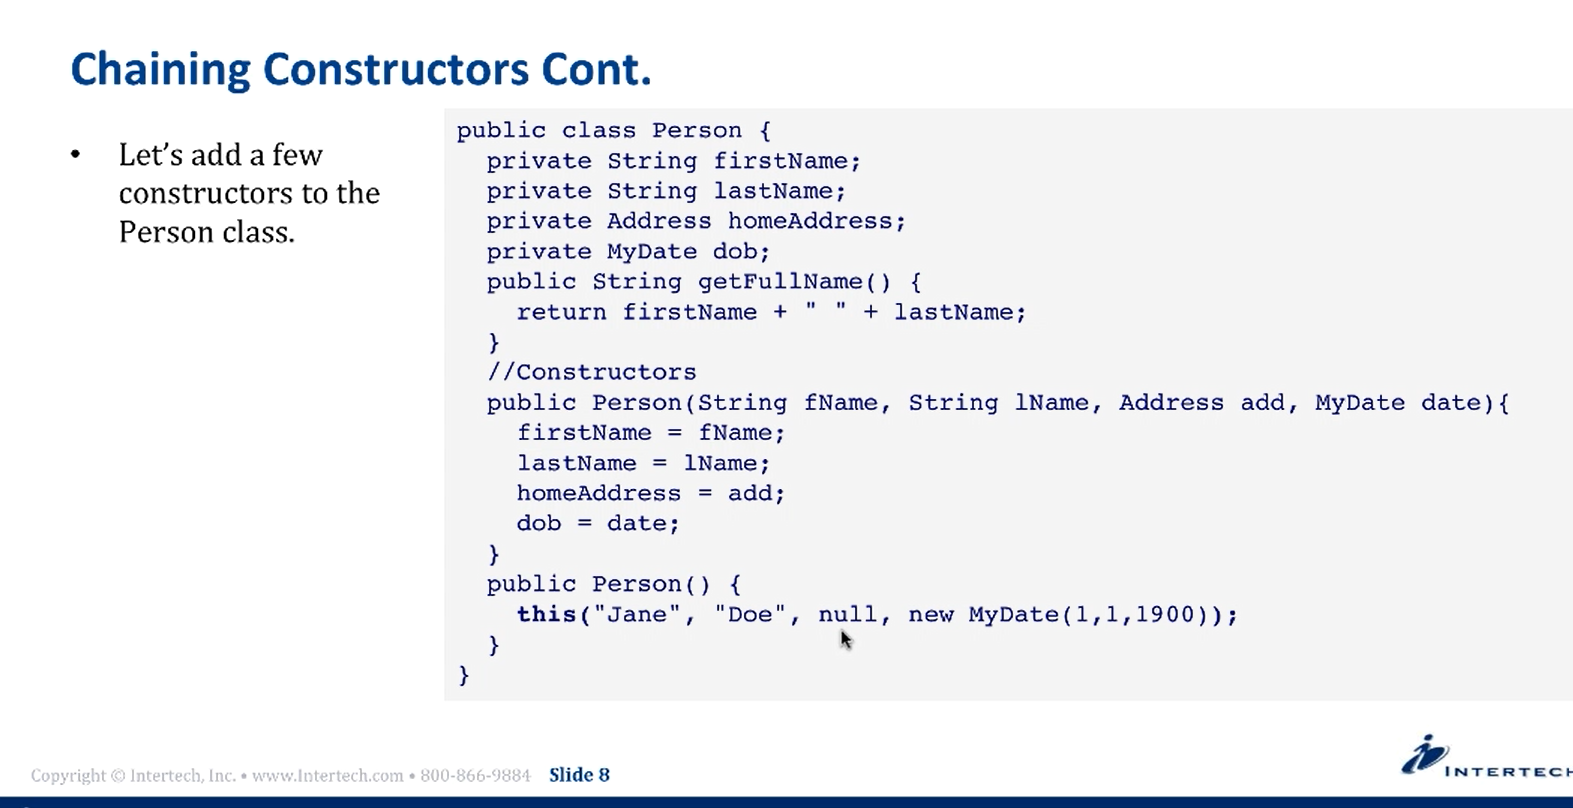 Chaining Constructors Cont.
• Let’s add a few
constructors to the
Person class.
public class Person {
  private String firstName;
  private String lastName;
  private Address homeAddress;
  private MyDate dob;
  public String getFullName() {
    return firstName + " " + lastName;
  }
  //Constructors
  public Person(String fName, String lName, Address add, MyDate date){
    firstName = fName;
    lastName = lName;
    homeAddress = add;
    dob = date;
  }
  public Person() {
    this("Jane", "Doe", null, new MyDate(1,1,1900));
  }
}
Copyright © Intertech, Inc. • www.Intertech.com • 800-866-9884 Slide 8
INTERTECH